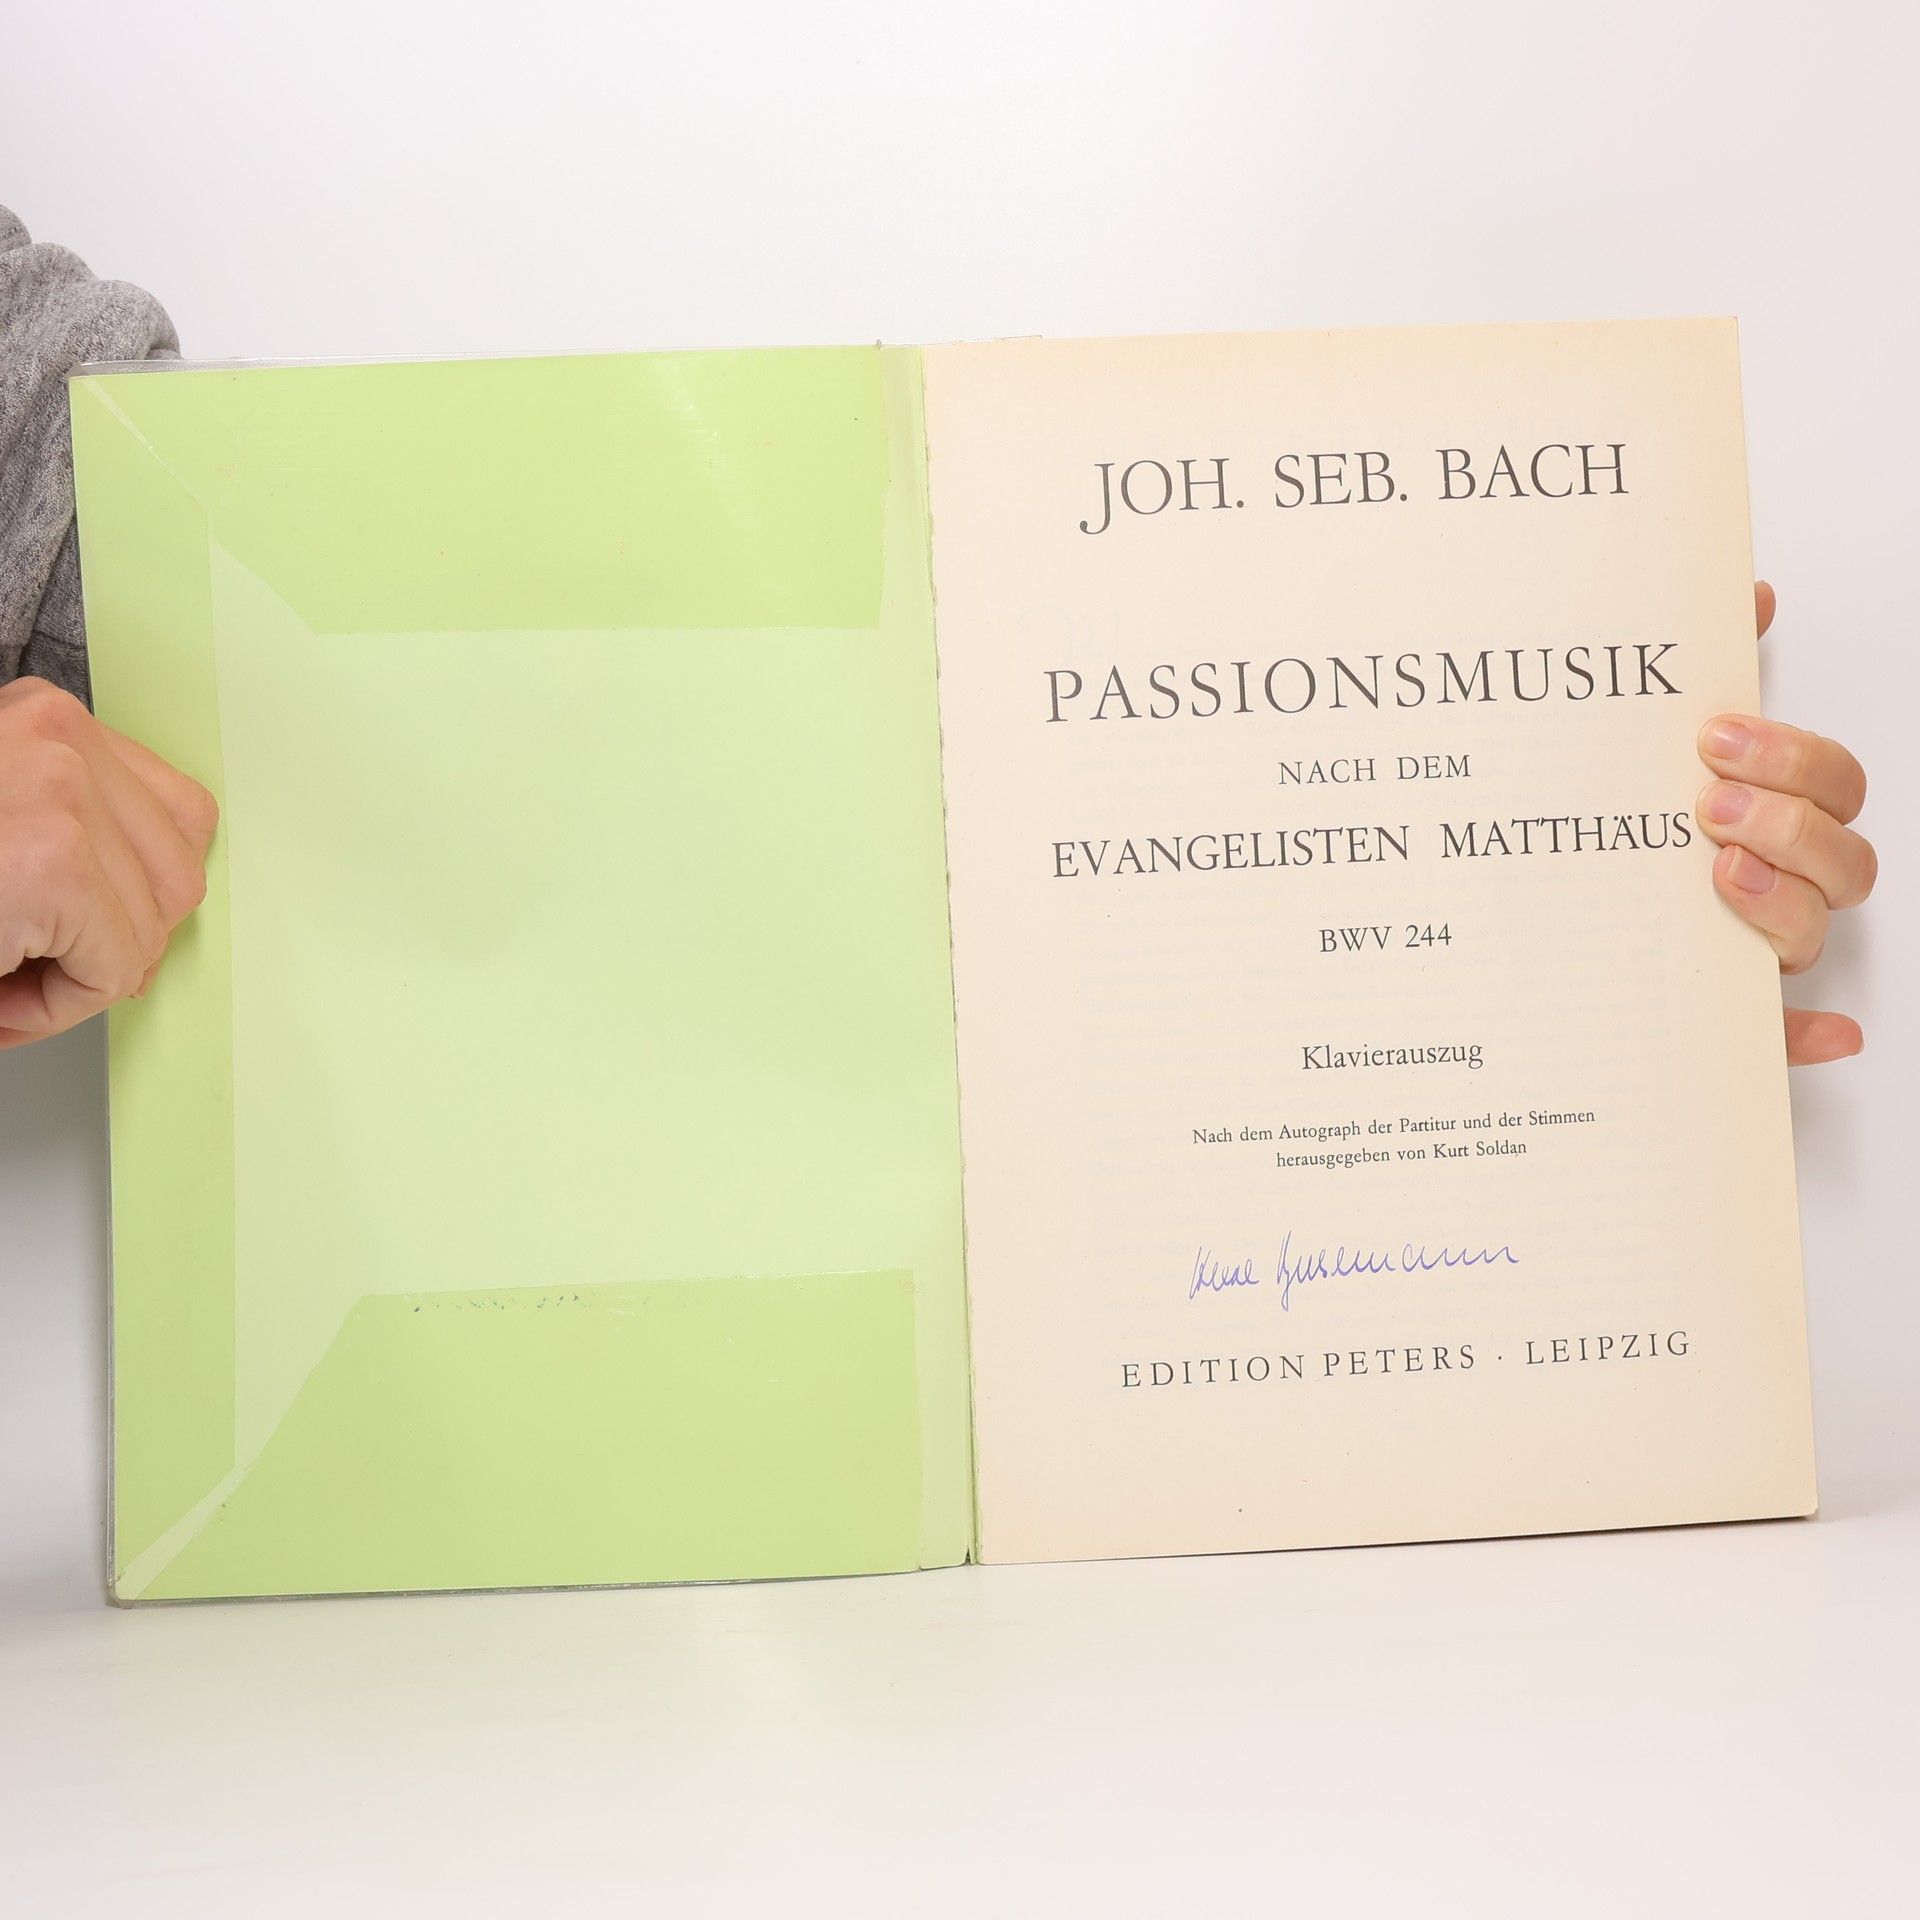 JOH. SEB. BACH
PASSIONSMUSIK
NACH DEM
EVANGELISTEN MATTHÄUS
BWV 244
Klavierauszug
Nach dem Autograph der Partitur und der Stimmen
herausgegeben von Kurt Soldan
EDITION PETERS · LEIPZIG